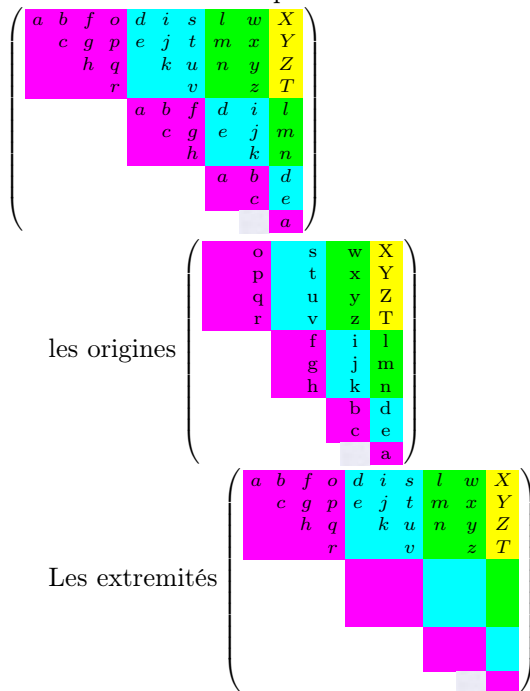 a b f o d i s l w X
c g p e j t m x Y
h q k u n y Z
r v z T
a b f d i l
c g e j m
h k n
a b d
c e
a
o s w X
p t x Y
q u y Z
r v z T
f i l
les origines
g j m
h k n
b d
c e
a
a b f o d i s l w X
c g p e j t m x Y
h q k u n y Z
r v z T
Les extremités